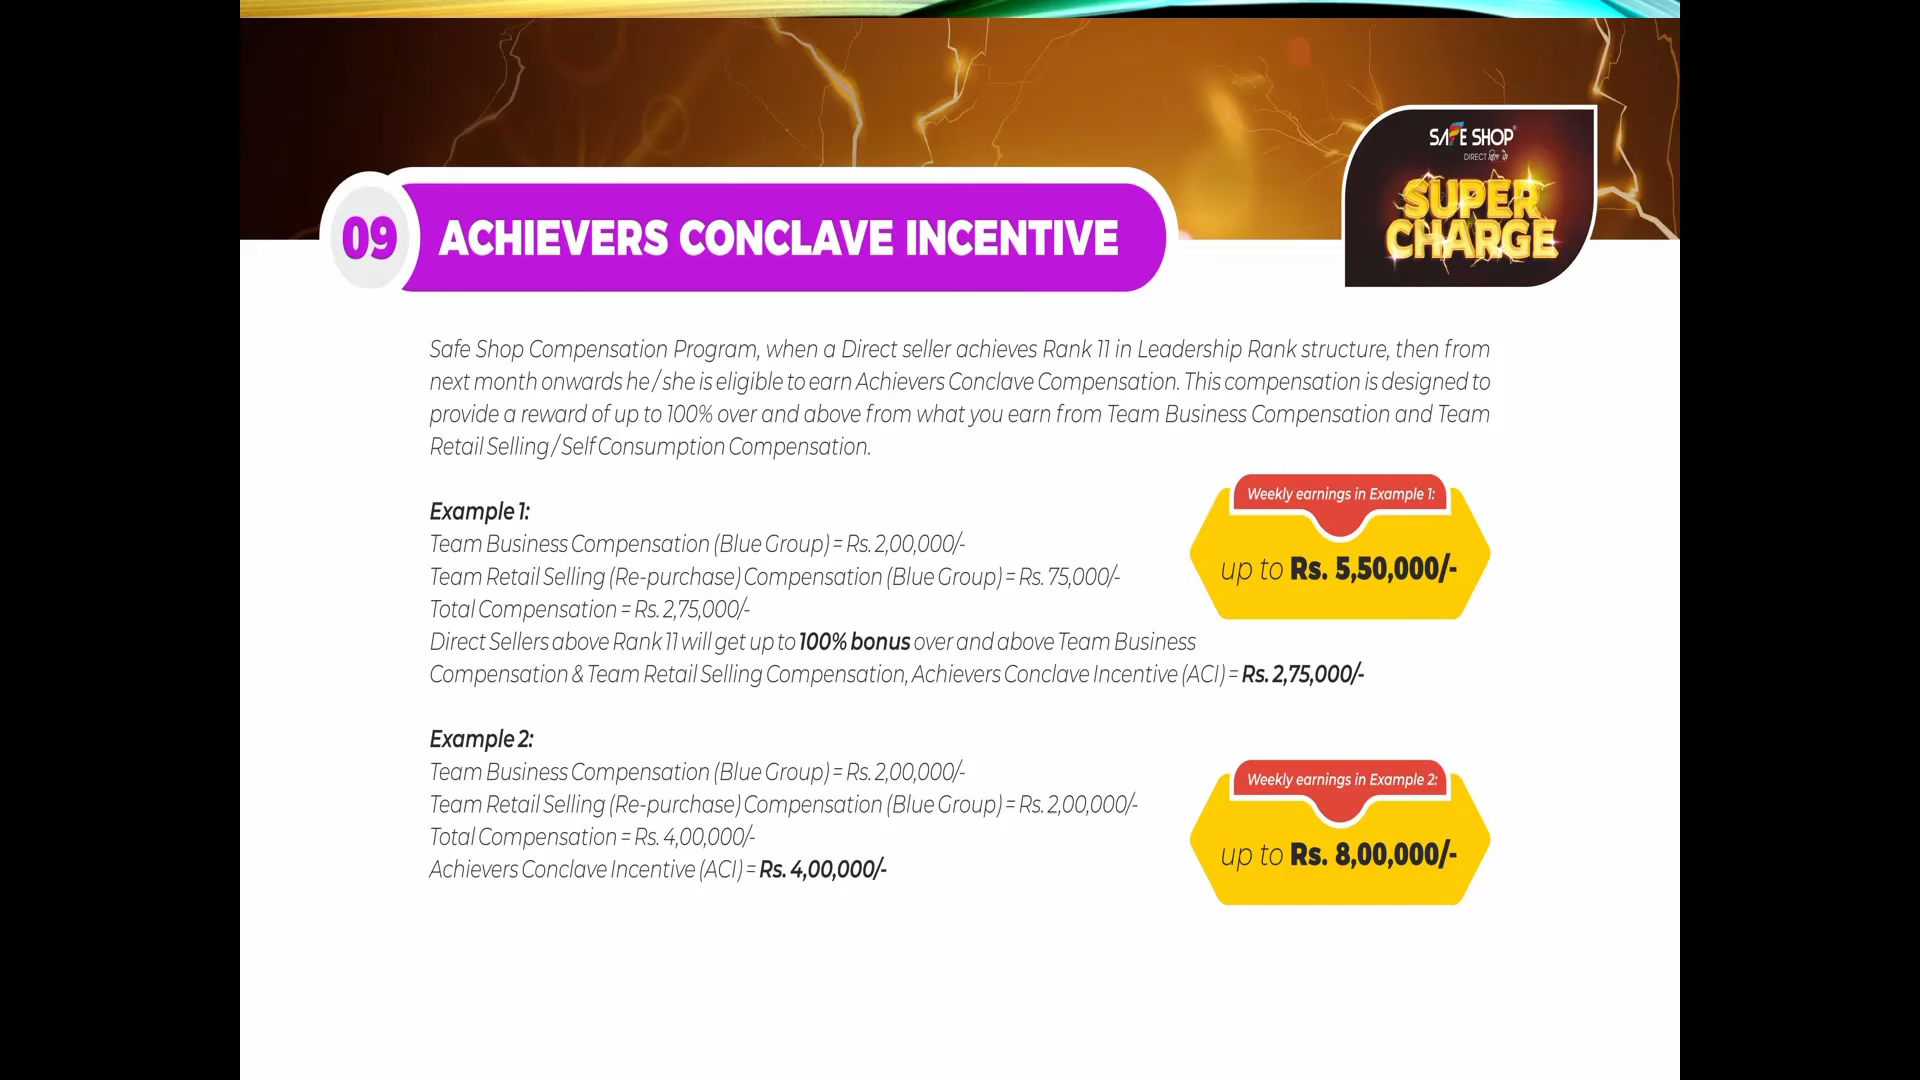 SAFE SHOP®
DIRECT दिल से
SUPER
CHARGE
09 ACHIEVERS CONCLAVE INCENTIVE
Safe Shop Compensation Program, when a Direct seller achieves Rank 11 in Leadership Rank structure, then from
next month onwards he/she is eligible to earn Achievers Conclave Compensation. This compensation is designed to
provide a reward of up to 100% over and above from what you earn from Team Business Compensation and Team
Retail Selling/Self Consumption Compensation.
Example 1:
Team Business Compensation (Blue Group) = Rs. 2,00,000/-
Team Retail Selling (Re-purchase) Compensation (Blue Group) = Rs. 75,000/-
Total Compensation = Rs. 2,75,000/-
Direct Sellers above Rank 11 will get up to 100% bonus over and above Team Business
Compensation & Team Retail Selling Compensation, Achievers Conclave Incentive (ACI) = Rs. 2,75,000/-
Weekly earnings in Example 1:
up to Rs. 5,50,000/-
Example 2:
Team Business Compensation (Blue Group) = Rs. 2,00,000/-
Team Retail Selling (Re-purchase) Compensation (Blue Group) = Rs. 2,00,000/-
Total Compensation = Rs. 4,00,000/-
Achievers Conclave Incentive (ACI) = Rs. 4,00,000/-
Weekly earnings in Example 2:
up to Rs. 8,00,000/-